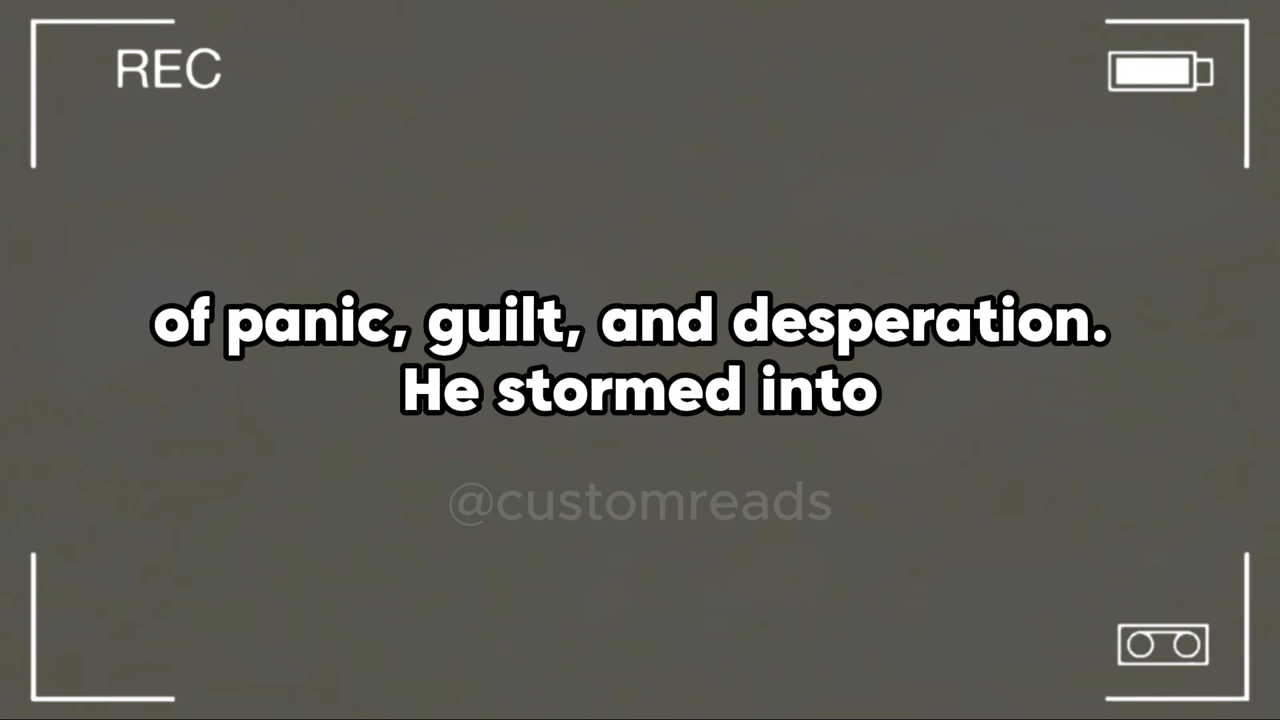 REC
of panic, guilt, and desperation.
He stormed into
@customreads